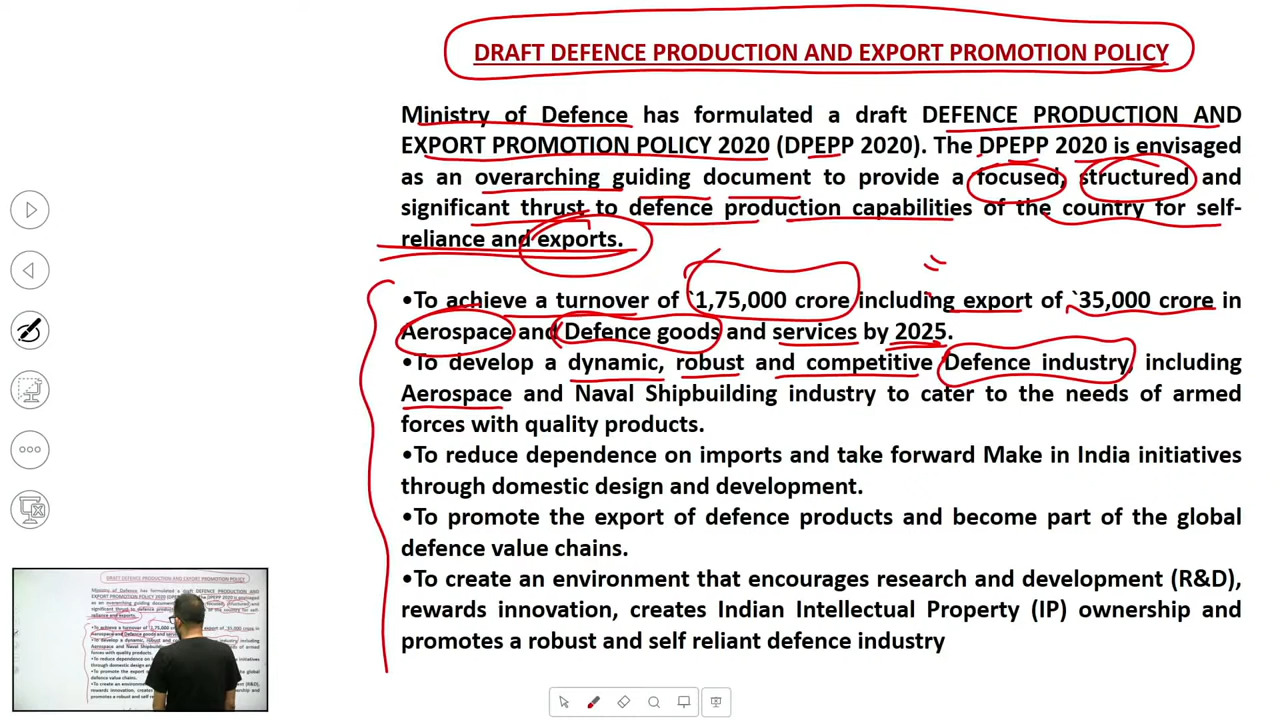 DRAFT DEFENCE PRODUCTION AND EXPORT PROMOTION POLICY
Ministry of Defence has formulated a draft DEFENCE PRODUCTION AND
EXPORT PROMOTION POLICY 2020 (DPEPP 2020). The DPEPP 2020 is envisaged
as an overarching guiding document to provide a focused, structured and
significant thrust to defence production capabilities of the country for self-
reliance and exports.
•To achieve a turnover of `1,75,000 crore including export of `35,000 crore in
Aerospace and Defence goods and services by 2025.
•To develop a dynamic, robust and competitive Defence industry, including
Aerospace and Naval Shipbuilding industry to cater to the needs of armed
forces with quality products.
•To reduce dependence on imports and take forward Make in India initiatives
through domestic design and development.
•To promote the export of defence products and become part of the global
defence value chains.
•To create an environment that encourages research and development (R&D),
rewards innovation, creates Indian Intellectual Property (IP) ownership and
promotes a robust and self reliant defence industry